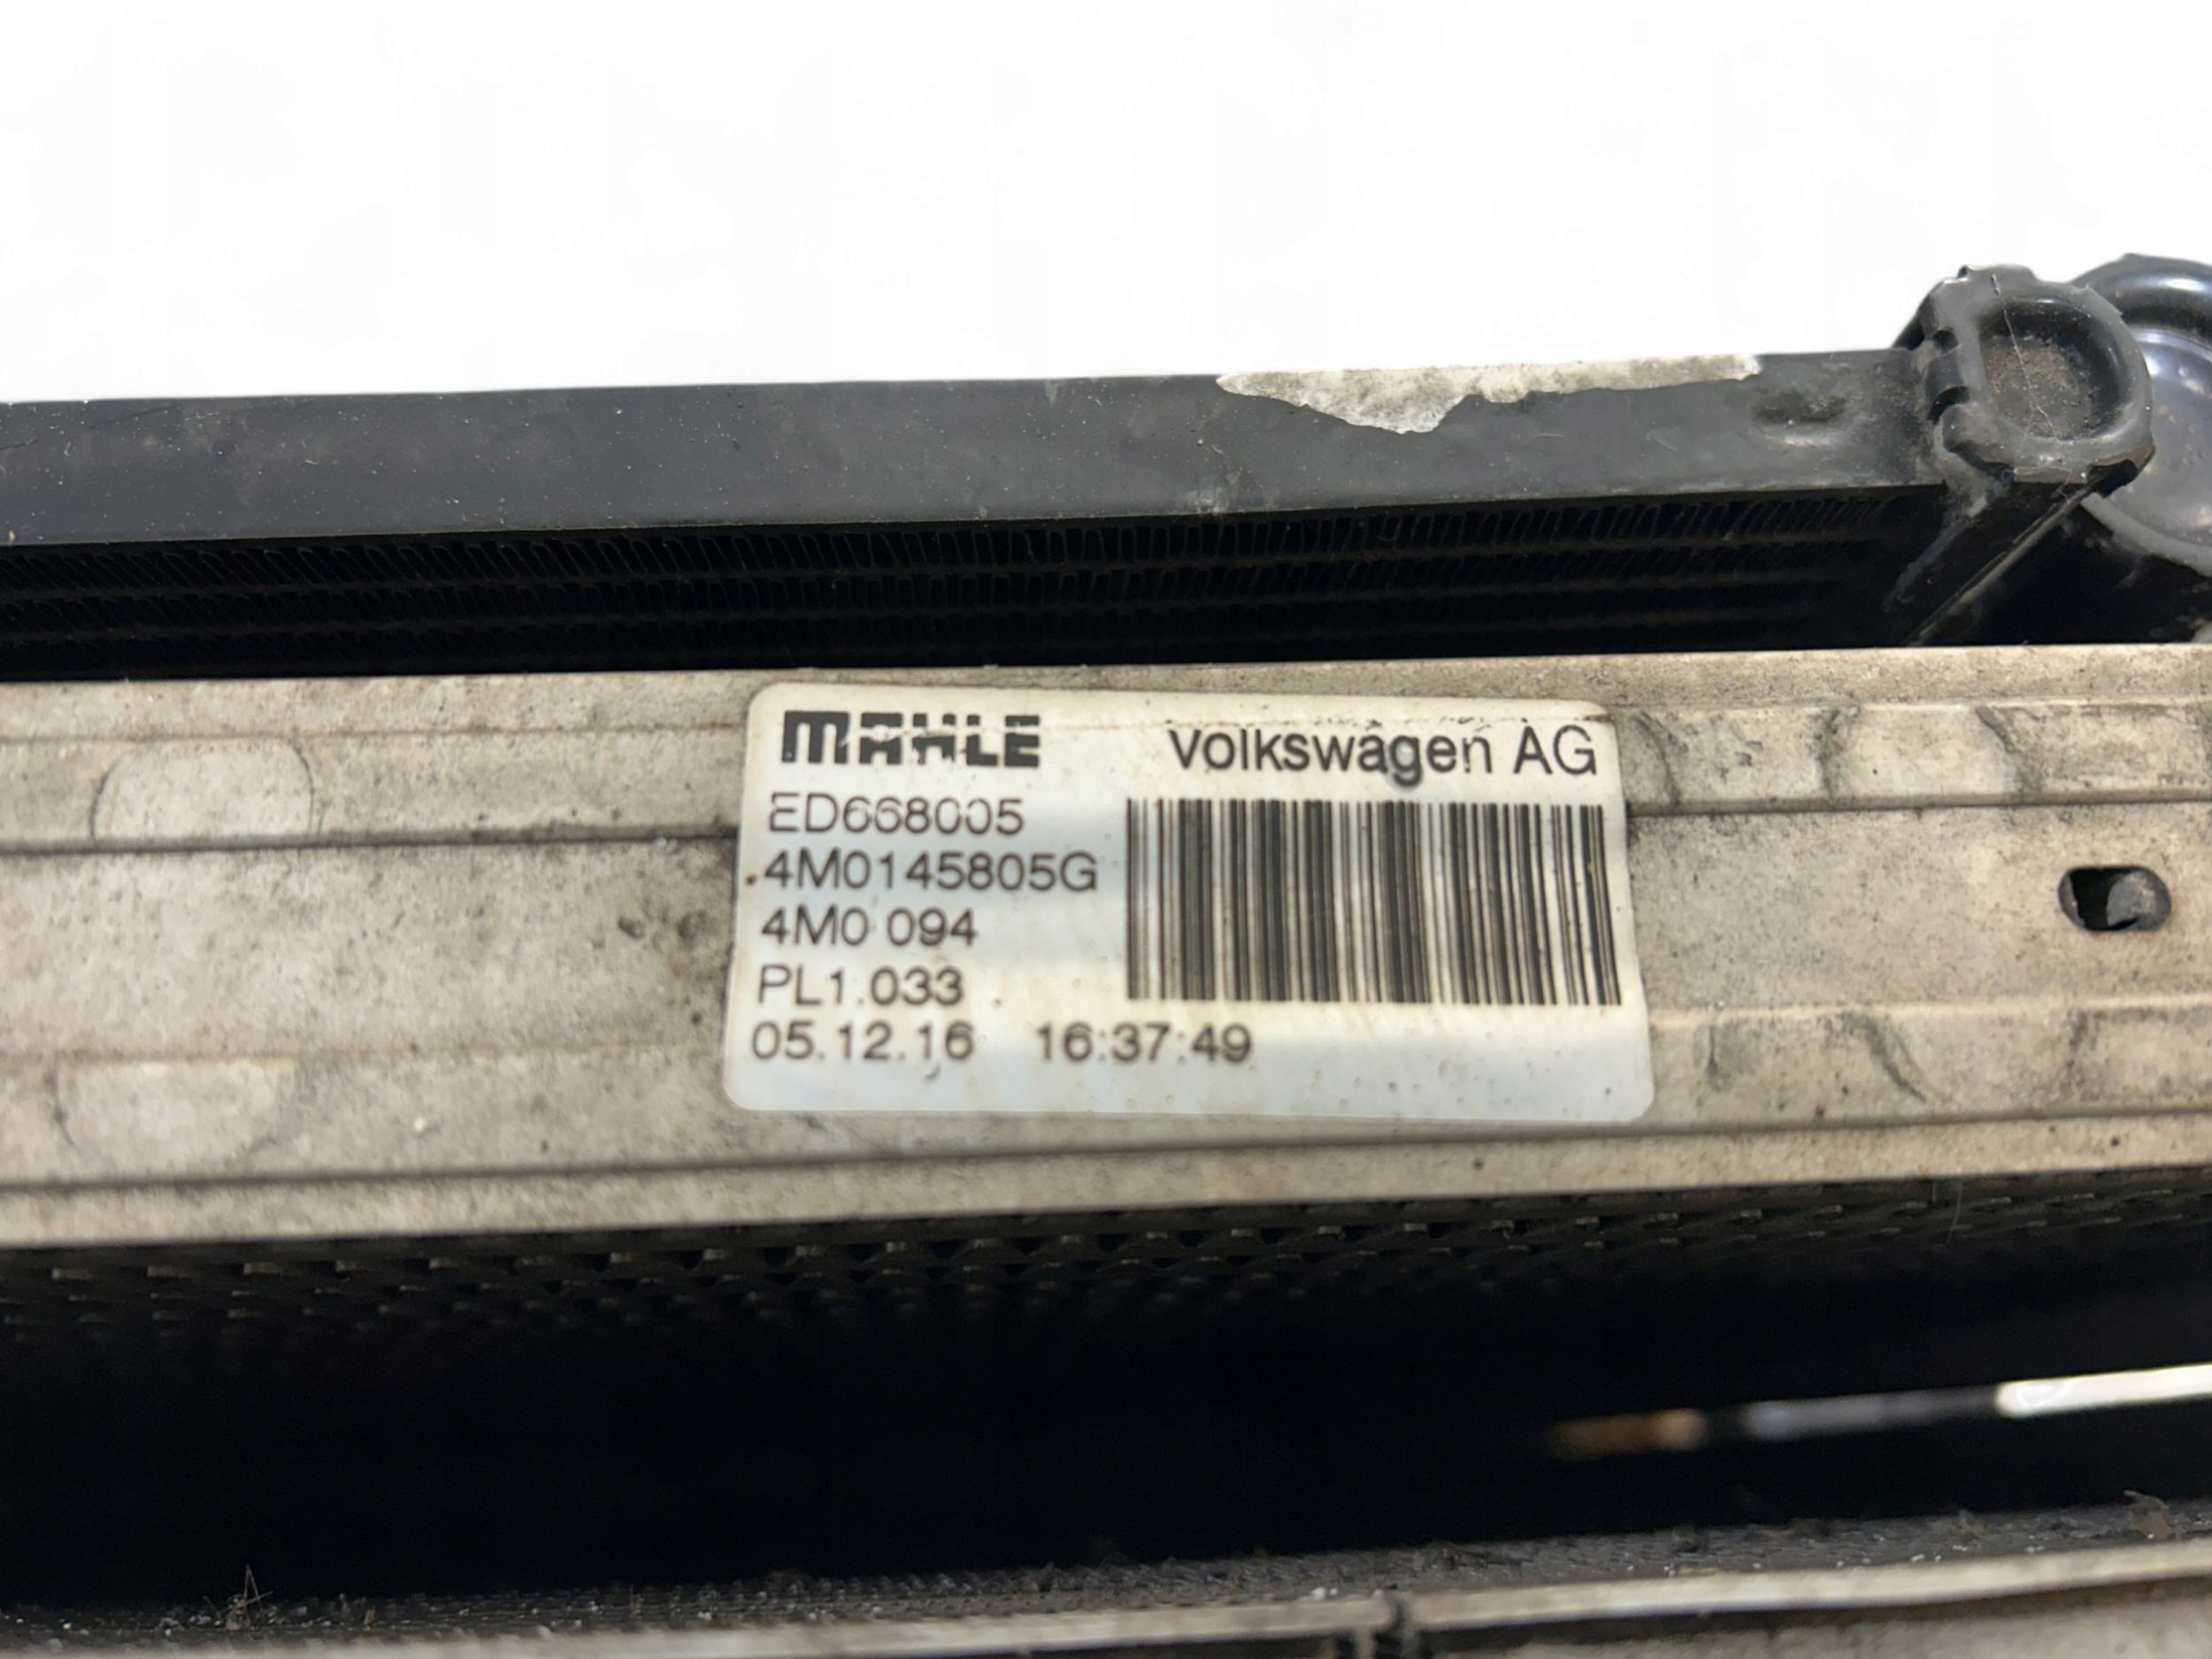 MAHLE Volkswagen AG
ED668005
4M0145805G
4M0 094
PL1.033
05.12.16 16:37:49